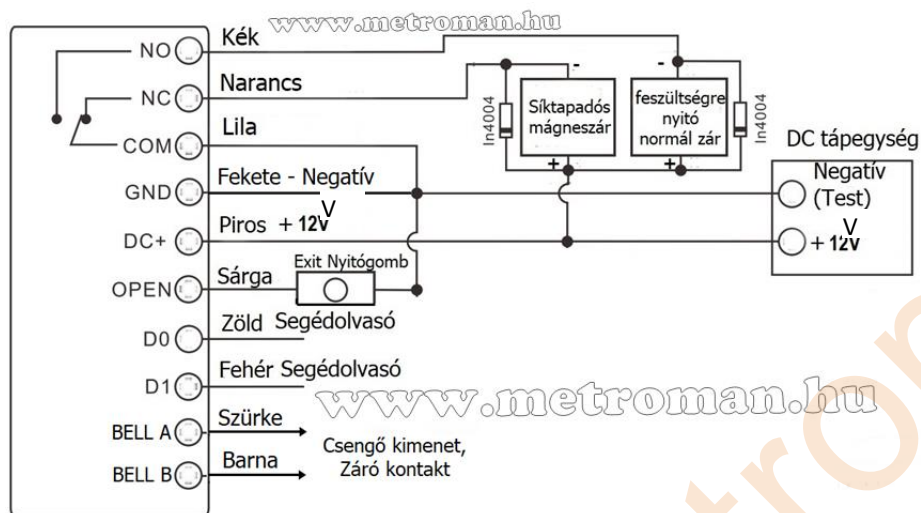 www.metroman.hu
NO
Kék
NC
Narancs
COM
Lila
GND
Fekete - Negatív
DC+
Piros + 12V
V
OPEN
Sárga
Exit Nyitógomb
D0
Zöld Segédolvasó
D1
Fehér Segédolvasó
BELL A
Szürke
BELL B
Barna
Csengő kimenet,
Záró kontakt
In4004
-
Síktapadós
mágneszár
+
-
feszültségre
nyitó
normál zár
+
In4004
DC tápegység
Negatív
(Test)
V
+ 12V
www.metroman.hu